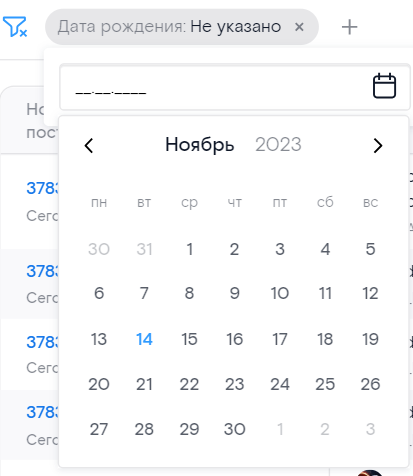 Дата рождения: Не указано ×
__.__.____
Но
пос
Ноябрь 2023
пн вт ср чт пт сб вс
3783
30 31 1 2 3 4 5
Сего
3783
6 7 8 9 10 11 12
Сего
3783
13 14 15 16 17 18 19
Сего
20 21 22 23 24 25 26
3783
27 28 29 30 1 2 3
Сего